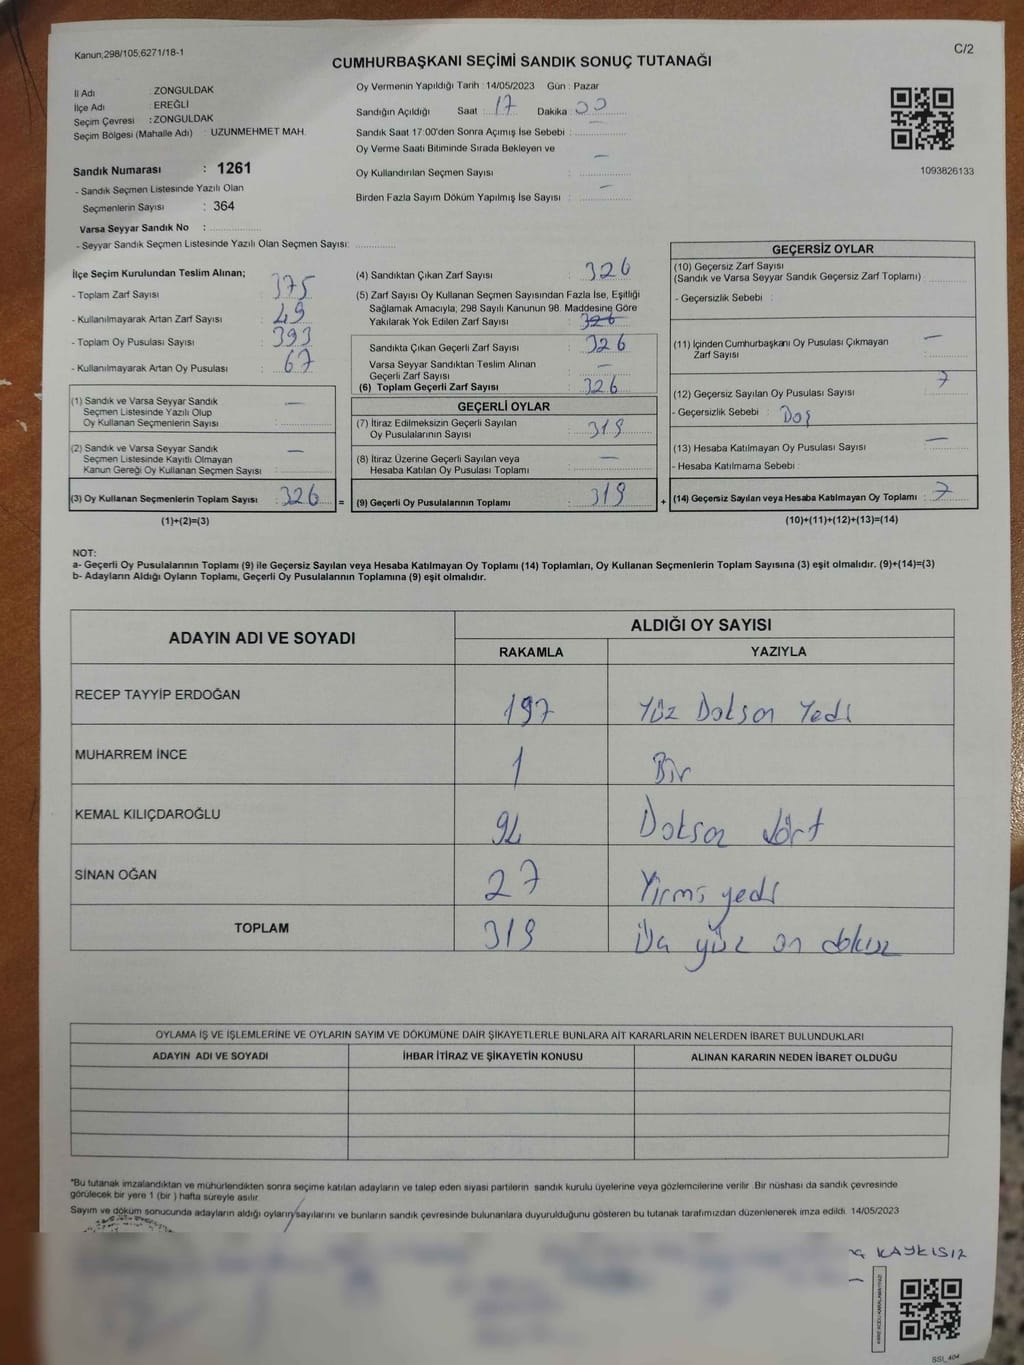 Kanun;298/105;6271/18-1
C/2
CUMHURBAŞKANI SEÇİMİ SANDIK SONUÇ TUTANAĞI
İl Adı : ZONGULDAK
İlçe Adı : EREĞLİ
Seçim Çevresi : ZONGULDAK
Seçim Bölgesi (Mahalle Adı) : UZUNMEHMET MAH.
Sandık Numarası : 1261
- Sandık Seçmen Listesinde Yazılı Olan
Seçmenlerin Sayısı : 364
Varsa Seyyar Sandık No :
- Seyyar Sandık Seçmen Listesinde Yazılı Olan Seçmen Sayısı:
Oy Vermenin Yapıldığı Tarih : 14/05/2023 Gün : Pazar
Sandığın Açıldığı Saat : 17 Dakika : 00
Sandık Saat 17:00'den Sonra Açımış İse Sebebi : —
Oy Verme Saati Bitiminde Sırada Bekleyen ve
Oy Kullandırılan Seçmen Sayısı : —
Birden Fazla Sayım Döküm Yapılmış İse Sayısı : —
1093826133
İlçe Seçim Kurulundan Teslim Alınan;
- Toplam Zarf Sayısı : 375
- Kullanılmayarak Artan Zarf Sayısı : 49
- Toplam Oy Pusulası Sayısı : 393
- Kullanılmayarak Artan Oy Pusulası : 67
(1) Sandık ve Varsa Seyyar Sandık
Seçmen Listesinde Yazılı Olup
Oy Kullanan Seçmenlerin Sayısı : —
(2) Sandık ve Varsa Seyyar Sandık
Seçmen Listesinde Kayıtlı Olmayan
Kanun Gereği Oy Kullanan Seçmen Sayısı : —
(3) Oy Kullanan Seçmenlerin Toplam Sayısı : 326 =
(1)+(2)=(3)
(4) Sandıktan Çıkan Zarf Sayısı : 326
(5) Zarf Sayısı Oy Kullanan Seçmen Sayısından Fazla İse, Eşitliği
Sağlamak Amacıyla; 298 Sayılı Kanunun 98. Maddesine Göre
Yakılarak Yok Edilen Zarf Sayısı : 326
Sandıkta Çıkan Geçerli Zarf Sayısı : 326
Varsa Seyyar Sandıktan Teslim Alınan
Geçerli Zarf Sayısı : —
(6) Toplam Geçerli Zarf Sayısı : 326
GEÇERLİ OYLAR
(7) İtiraz Edilmeksizin Geçerli Sayılan
Oy Pusulalarının Sayısı : 319
(8) İtiraz Üzerine Geçerli Sayılan veya
Hesaba Katılan Oy Pusulası Toplamı : —
(9) Geçerli Oy Pusulalarının Toplamı : 319 +
GEÇERSİZ OYLAR
(10) Geçersiz Zarf Sayısı
(Sandık ve Varsa Seyyar Sandık Geçersiz Zarf Toplamı) :
- Geçersizlik Sebebi :
(11) İçinden Cumhurbaşkanı Oy Pusulası Çıkmayan
Zarf Sayısı : —
(12) Geçersiz Sayılan Oy Pusulası Sayısı : 7
- Geçersizlik Sebebi : Boş
(13) Hesaba Katılmayan Oy Pusulası Sayısı : —
- Hesaba Katılmama Sebebi :
(14) Geçersiz Sayılan veya Hesaba Katılmayan Oy Toplamı : 7
(10)+(11)+(12)+(13)=(14)
NOT:
a- Geçerli Oy Pusulalarının Toplamı (9) ile Geçersiz Sayılan veya Hesaba Katılmayan Oy Toplamı (14) Toplamları, Oy Kullanan Seçmenlerin Toplam Sayısına (3) eşit olmalıdır. (9)+(14)=(3)
b- Adayların Aldığı Oyların Toplamı, Geçerli Oy Pusulalarının Toplamına (9) eşit olmalıdır.
ADAYIN ADI VE SOYADI ALDIĞI OY SAYISI
RAKAMLA YAZIYLA
RECEP TAYYİP ERDOĞAN 197 Yüz Doksan Yedi
MUHARREM İNCE 1 Bir
KEMAL KILIÇDAROĞLU 94 Doksan dört
SİNAN OĞAN 27 Yirmi yedi
TOPLAM 319 Üç yüz on dokuz
OYLAMA İŞ VE İŞLEMLERİNE VE OYLARIN SAYIM VE DÖKÜMÜNE DAİR ŞİKAYETLERLE BUNLARA AİT KARARLARIN NELERDEN İBARET BULUNDUKLARI
ADAYIN ADI VE SOYADI İHBAR İTİRAZ VE ŞİKAYETİN KONUSU ALINAN KARARIN NEDEN İBARET OLDUĞU
*Bu tutanak imzalandıktan ve mühürlendikten sonra seçime katılan adayların ve talep eden siyasi partilerin sandık kurulu üyelerine veya gözlemcilerine verilir .Bir nüshası da sandık çevresinde
görülecek bir yere 1 (bir ) hafta süreyle asılır.
Sayım ve döküm sonucunda adayların aldığı oyların sayılarını ve bunların sandık çevresinde bulunanlara duyurulduğunu gösteren bu tutanak tarafımızdan düzenlenerek imza edildi. 14/05/2023
KAYKISIZ
SSI_404